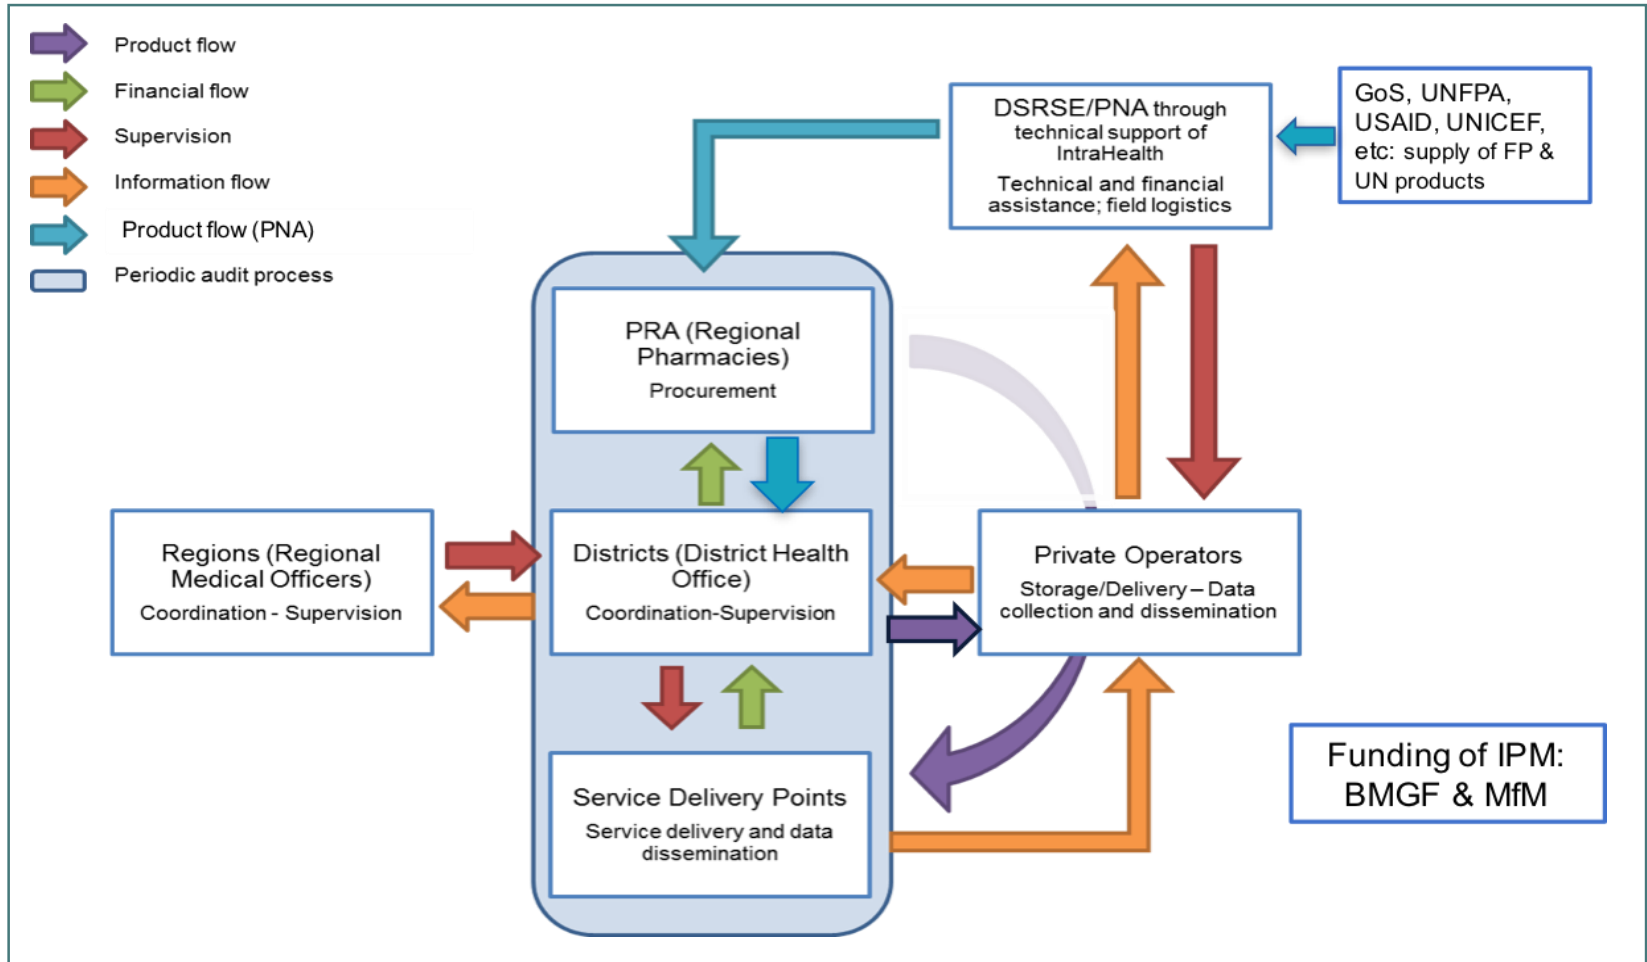 Product flow
Financial flow
Supervision
Information flow
Product flow (PNA)
Periodic audit process
DSRSE/PNA through
technical support of
IntraHealth
Technical and financial
assistance; field logistics
GoS, UNFPA,
USAID, UNICEF,
etc: supply of FP &
UN products
PRA (Regional
Pharmacies)
Procurement
Regions (Regional
Medical Officers)
Coordination - Supervision
Districts (District Health
Office)
Coordination-Supervision
Private Operators
Storage/Delivery – Data
collection and dissemination
Service Delivery Points
Service delivery and data
dissemination
Funding of IPM:
BMGF & MfM